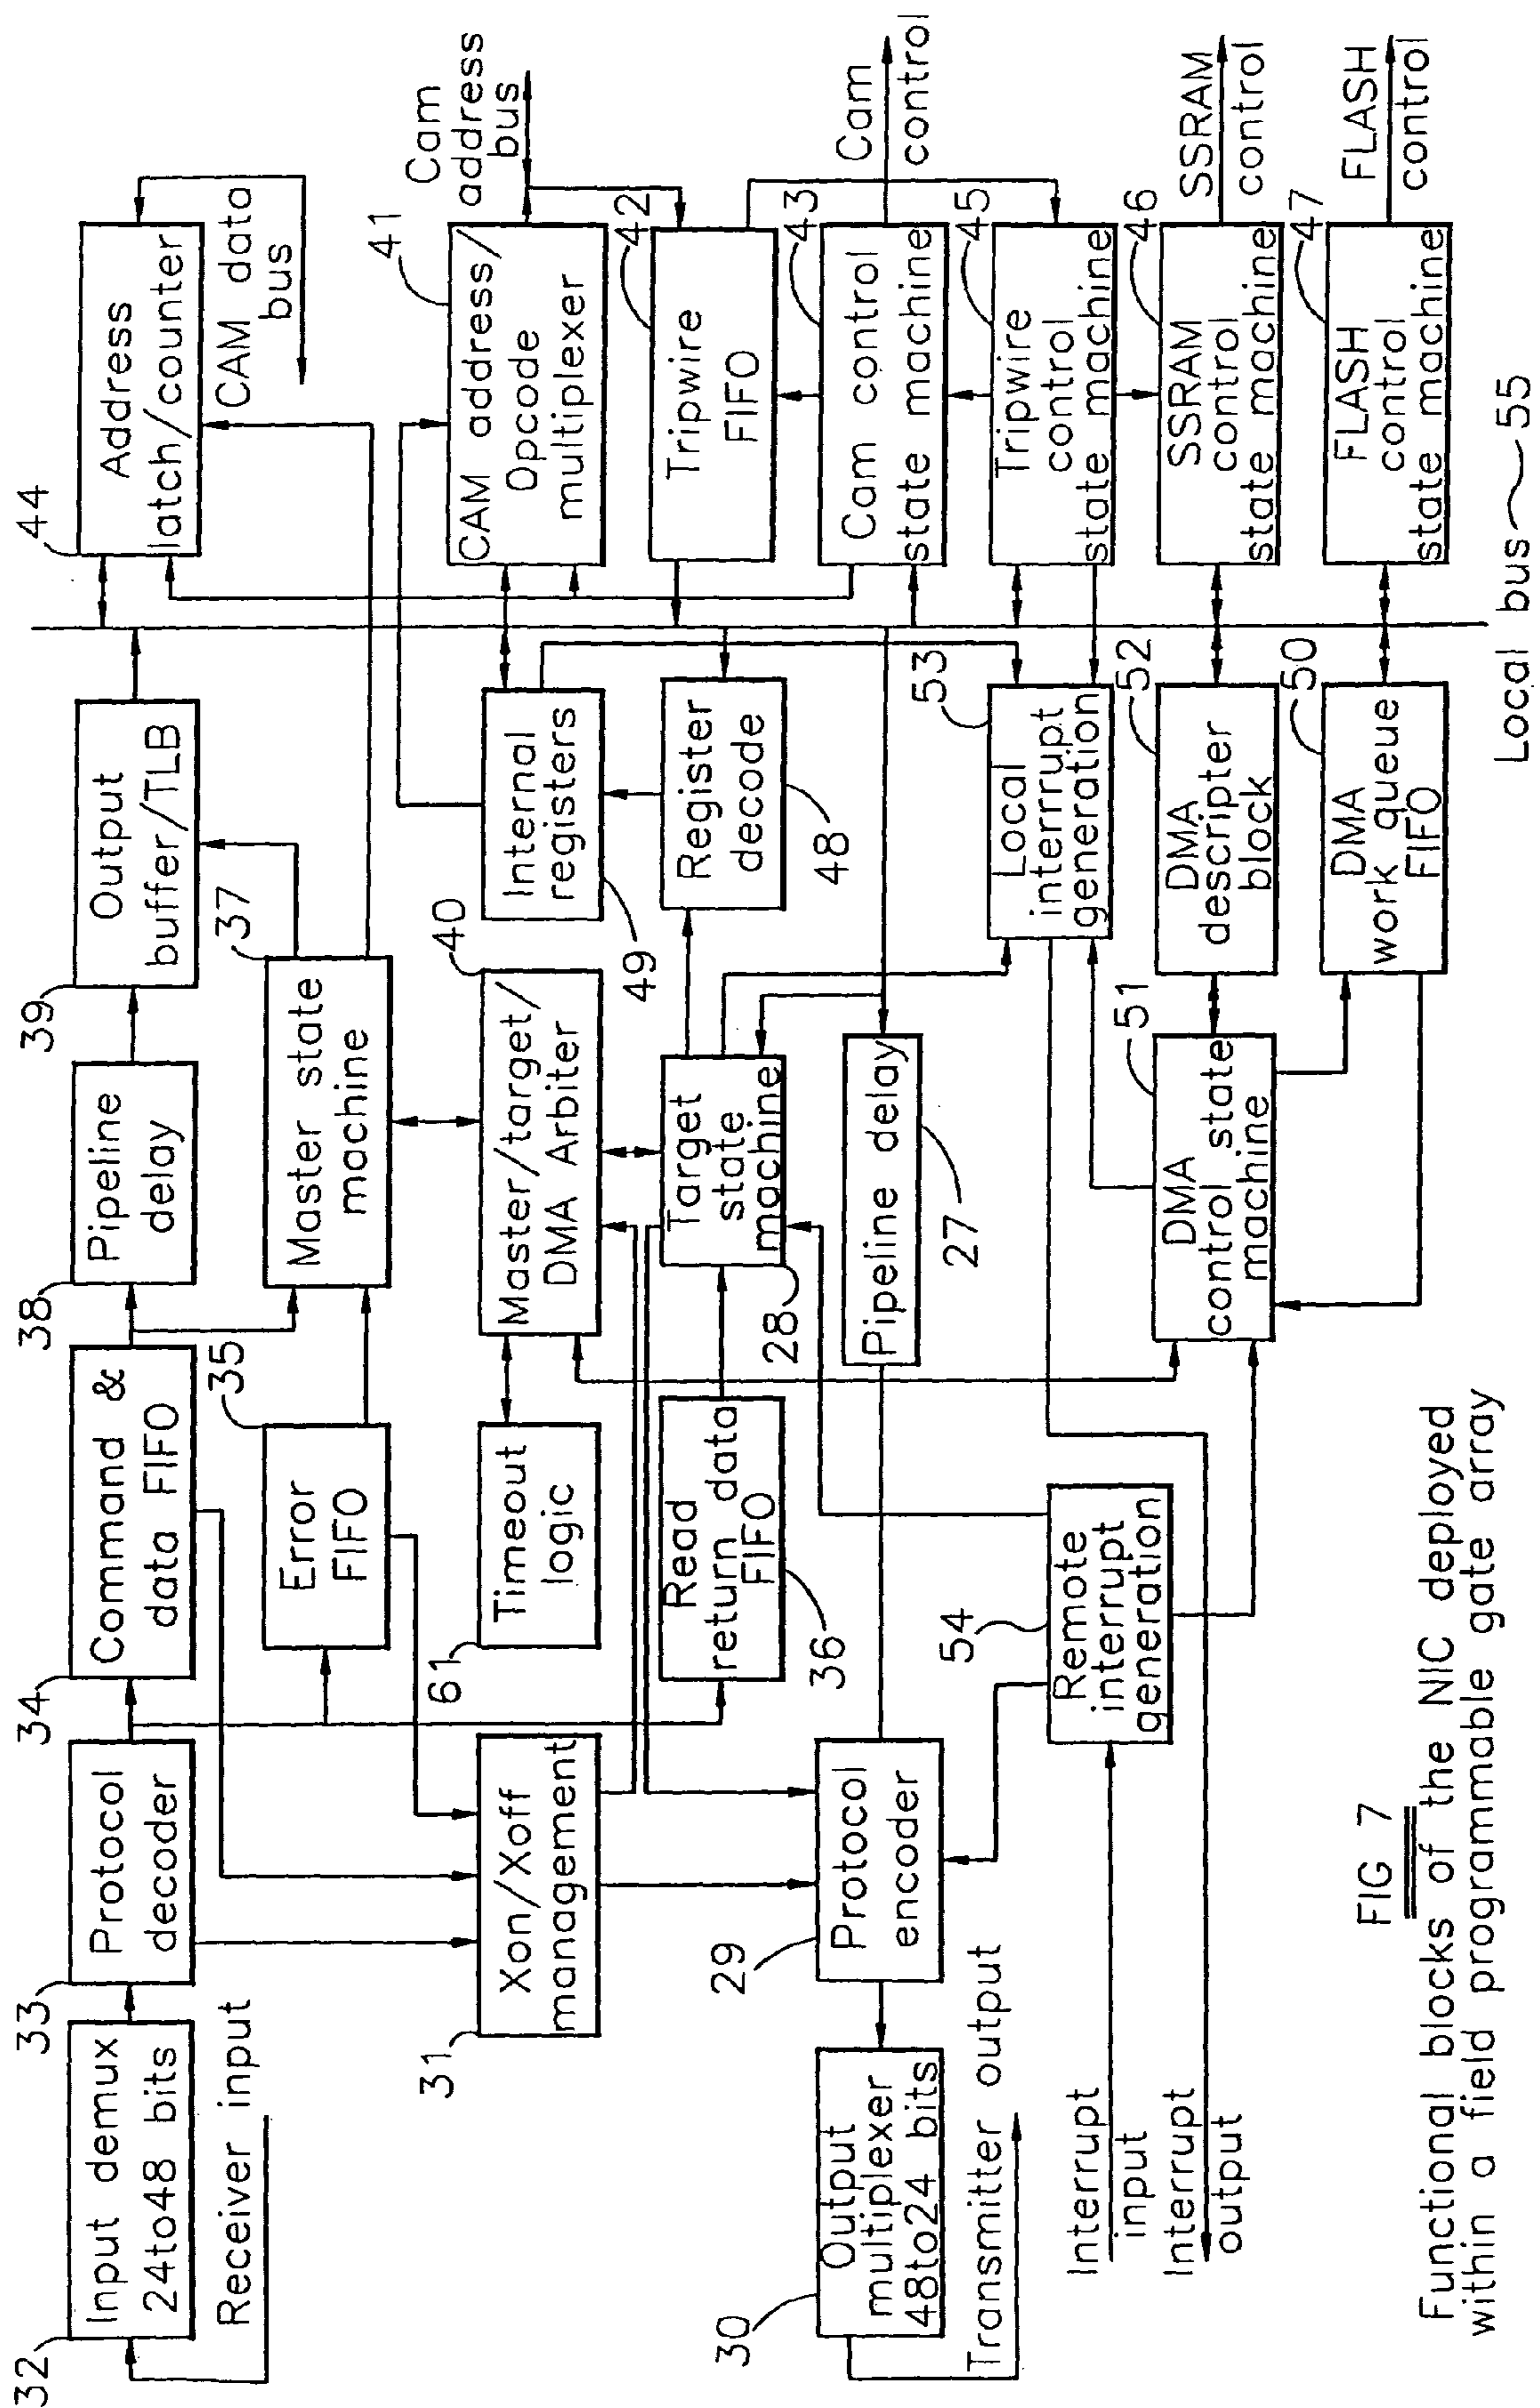 32
Input demux
24to48 bits
Receiver input
33
Protocol
decoder
34
Command &
data FIFO
38
Pipeline
delay
39
Output
buffer/TLB
44
Address
latch/counter
CAM data
bus
35
Error
FIFO
37
Master state
machine
31
Xon/Xoff
management
61
Timeout
logic
40
Master/target/
DMA Arbiter
49
Internal
registers
41
CAM address/
Opcode
multiplexer
Cam
address
bus
36
Read
return data
FIFO
28
Target
state
machine
48
Register
decode
42
Tripwire
FIFO
30
Output
multiplexer
48to24 bits
Transmitter output
29
Protocol
encoder
27
Pipeline delay
43
Cam control
state machine
Cam
control
54
Remote
interrupt
generation
53
Local
interrrupt
generation
45
Tripwire
control
state machine
Interrupt
input
Interrupt
output
51
DMA
control state
machine
52
DMA
descripter
block
46
SSRAM
control
state machine
SSRAM
control
50
DMA
work queue
FIFO
47
FLASH
control
state machine
FLASH
control
Local bus 55
FIG 7
Functional blocks of the NIC deployed
within a field programmable gate array